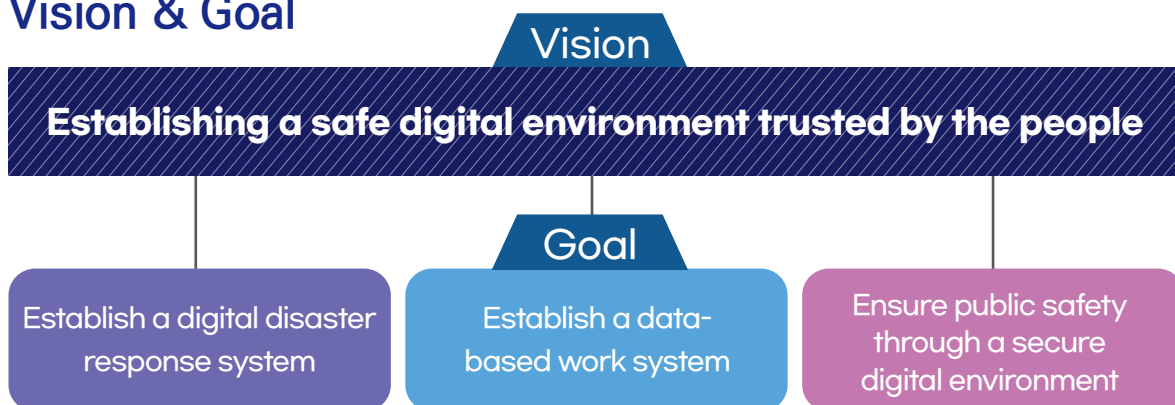 Vision & Goal
Vision
Establishing a safe digital environment trusted by the people
Goal
Establish a digital disaster
response system
Establish a data-
based work system
Ensure public safety
through a secure
digital environment